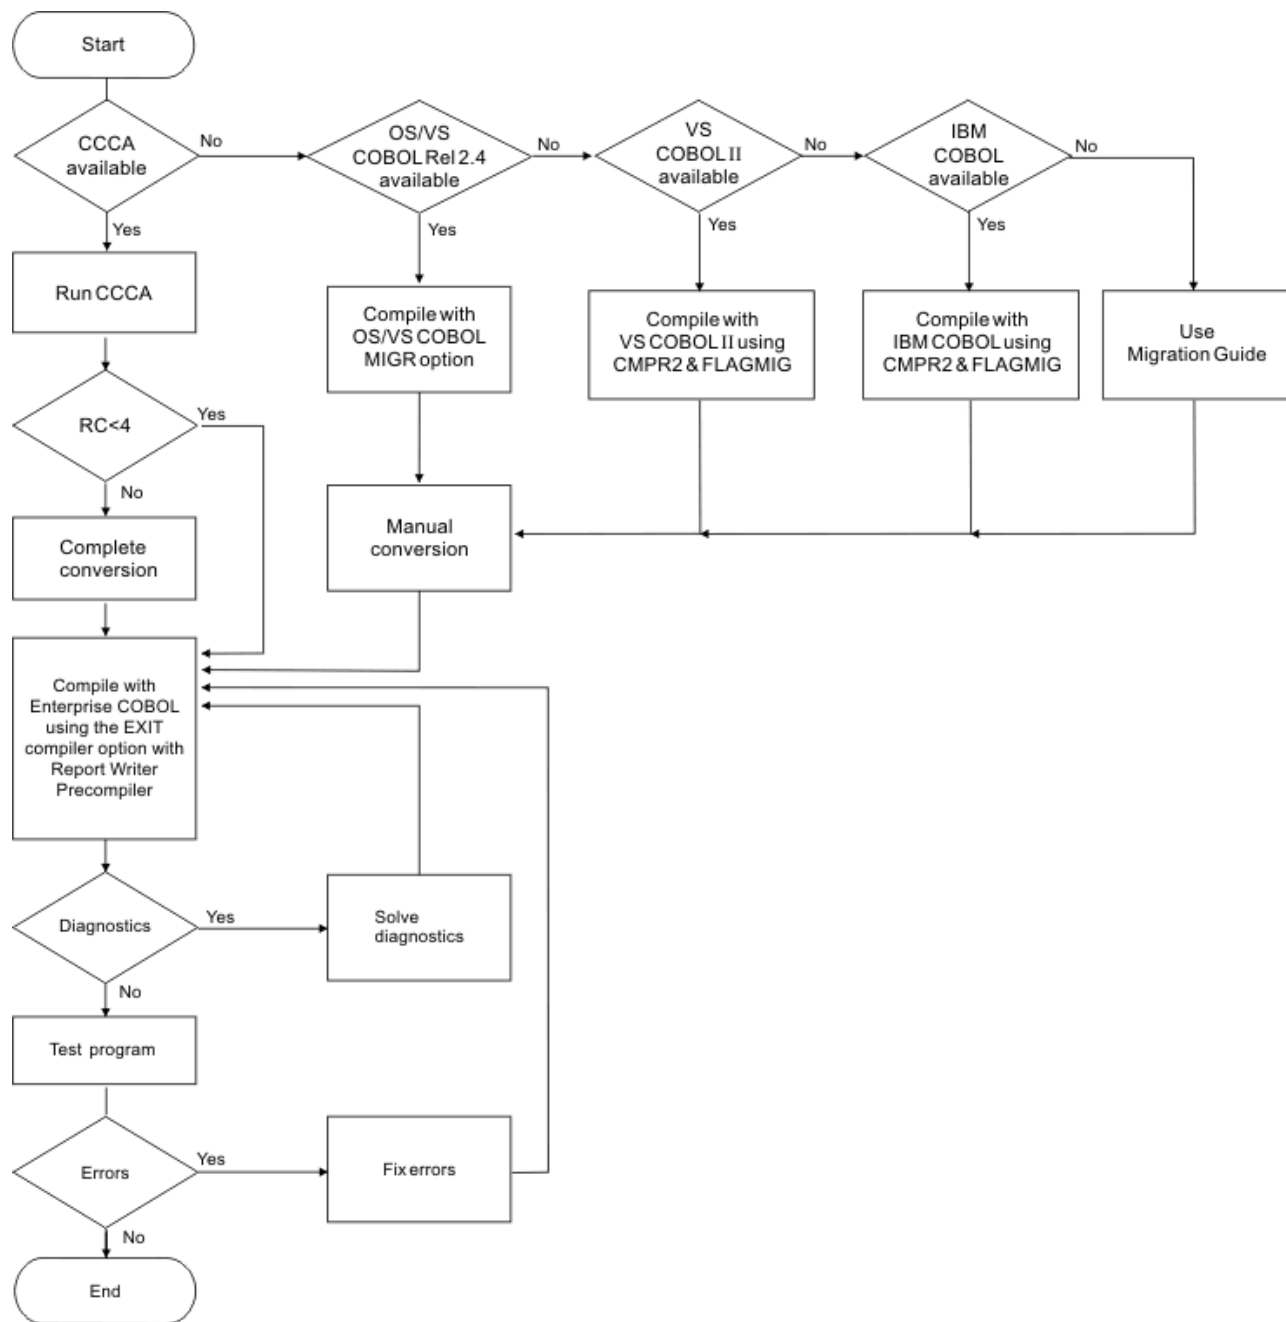 Start
CCCA
available
No
OS/VS
COBOL Rel 2.4
available
No
VS
COBOL II
available
No
IBM
COBOL
available
No
Yes
Yes
Yes
Yes
Run CCCA
Compile with
OS/VS COBOL
MIGR option
Compile with
VS COBOL II using
CMPR2 & FLAGMIG
Compile with
IBM COBOL using
CMPR2 & FLAGMIG
Use
Migration Guide
RC<4
Yes
No
Complete
conversion
Manual
conversion
Compile with
Enterprise COBOL
using the EXIT
compiler option with
Report Writer
Precompiler
Diagnostics
Yes
Solve
diagnostics
No
Test program
Errors
Yes
Fix errors
No
End